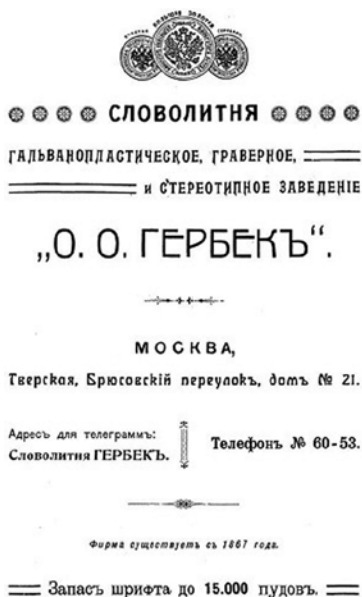 СЛОВОЛИТНЯ
ГАЛЬВАНОПЛАСТИЧЕСКОЕ, ГРАВЕРНОЕ,
и СТЕРЕОТИПНОЕ ЗАВЕДЕНІЕ
„О. О. ГЕРБЕКЪ“.
МОСКВА,
Тверская, Брюсовскій переулокъ, домъ № 21.
Адресъ для телеграммъ:
Словолитня ГЕРБЕКЪ.
Телефонъ № 60-53.
Фирма существуетъ съ 1867 года.
Запасъ шрифта до 15.000 пудовъ.